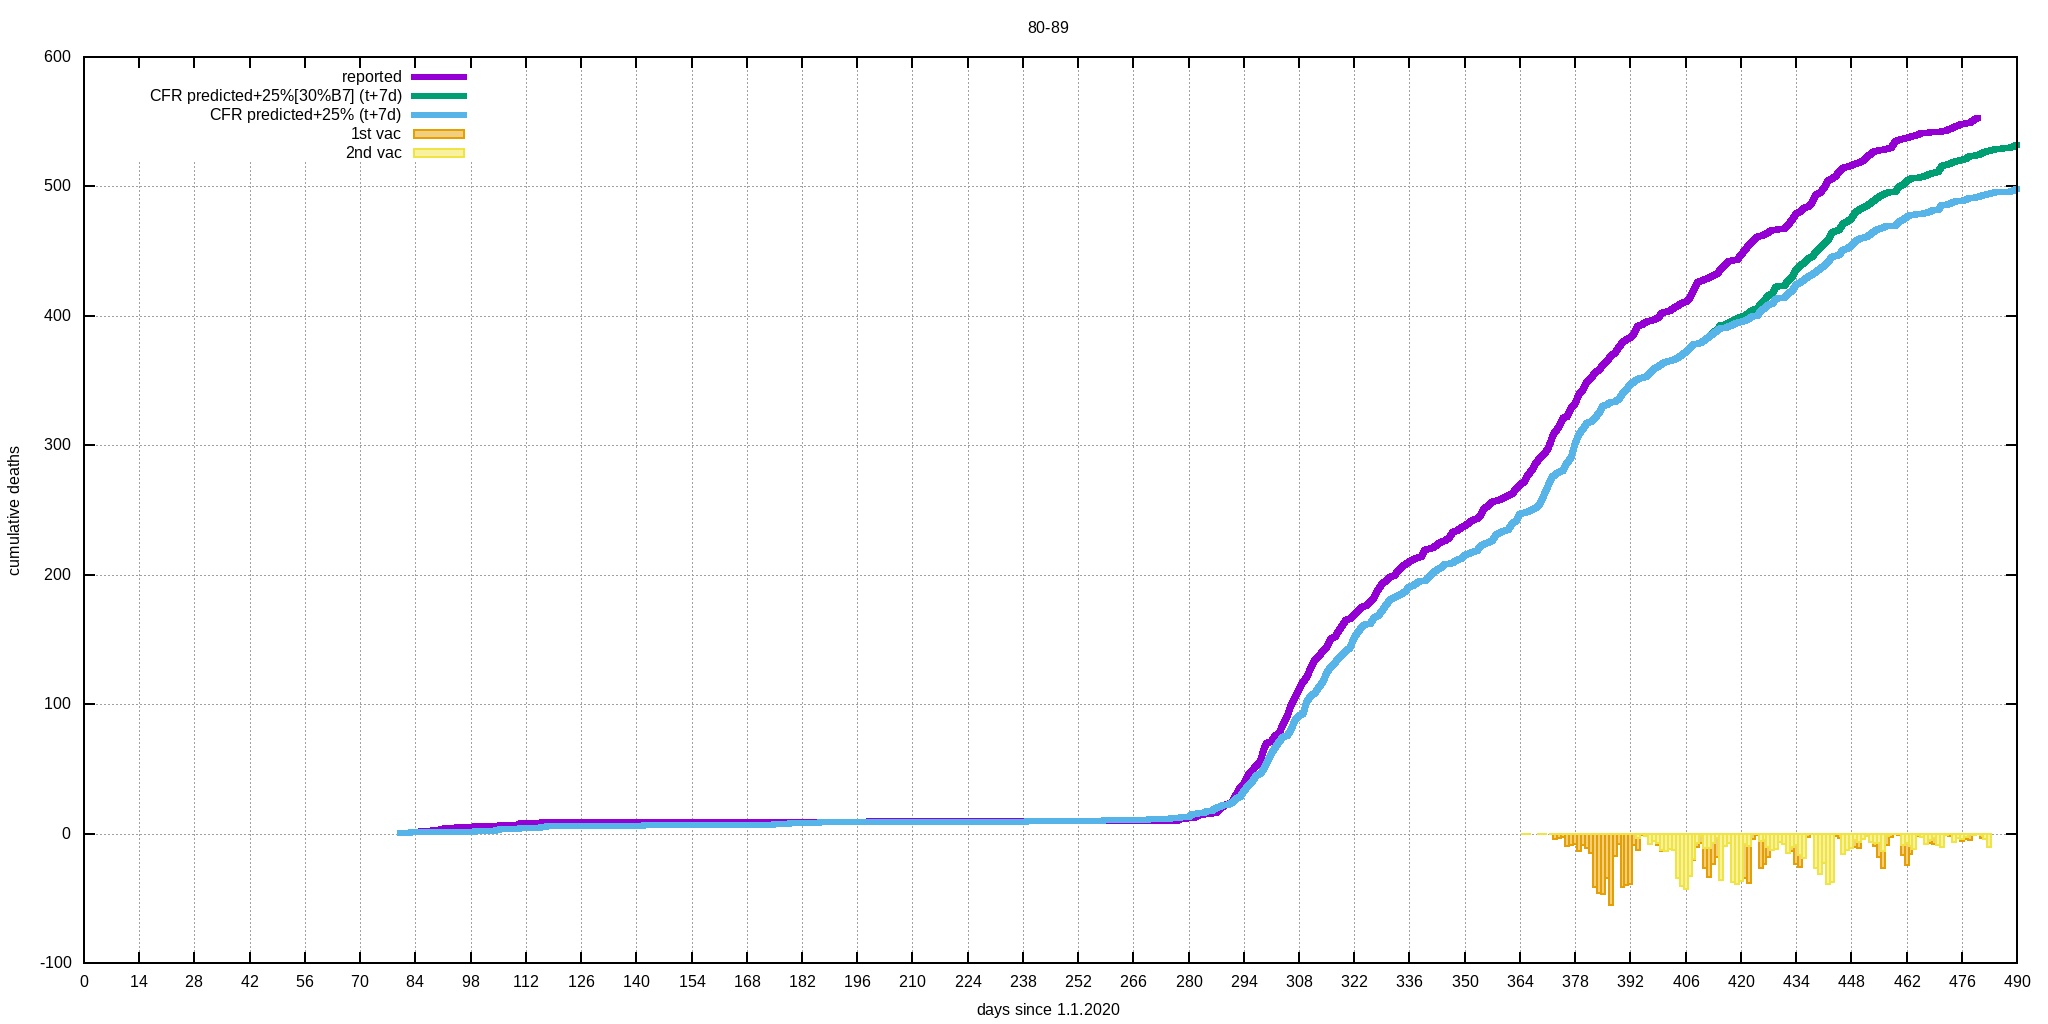 80-89
600
500
400
300
200
100
0
-100
cumulative deaths
reported
CFR predicted+25%[30%B7] (t+7d)
CFR predicted+25% (t+7d)
1st vac
2nd vac
0 14 28 42 56 70 84 98 112 126 140 154 168 182 196 210 224 238 252 266 280 294 308 322 336 350 364 378 392 406 420 434 448 462 476 490
days since 1.1.2020